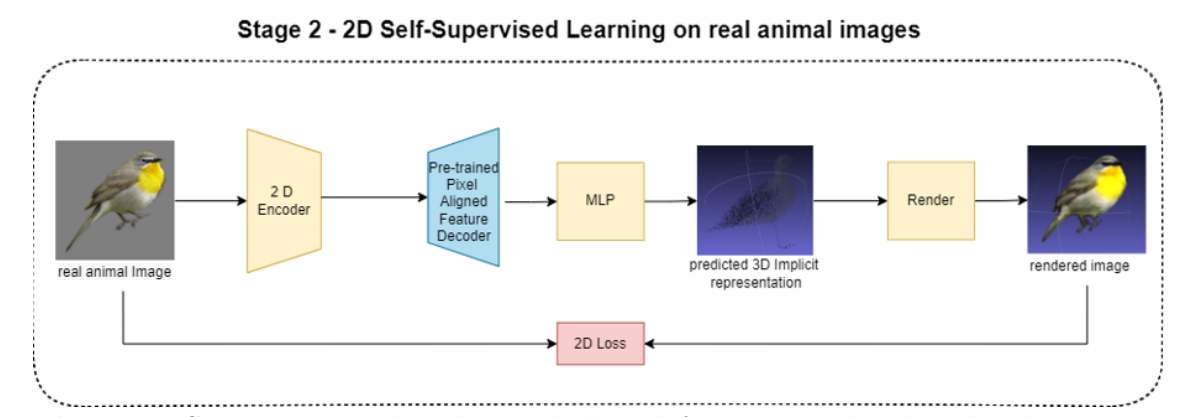 Stage 2 - 2D Self-Supervised Learning on real animal images
2 D
Encoder
Pre-trained
Pixel
Aligned
Feature
Decoder
MLP
Render
real animal Image
predicted 3D Implicit
representation
rendered image
2D Loss